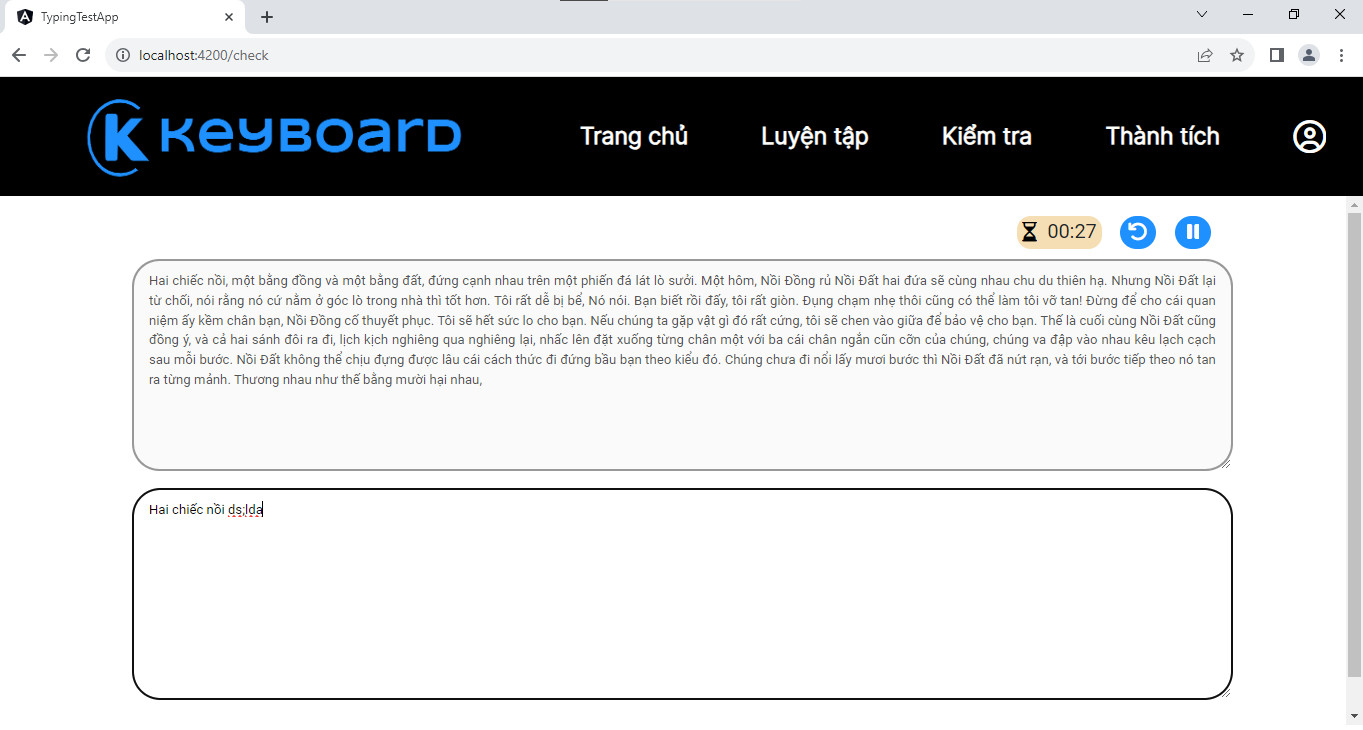 TypingTestApp
localhost:4200/check
K KEYBOARD Trang chủ Luyện tập Kiểm tra Thành tích
00:27
Hai chiếc nồi, một bằng đồng và một bằng đất, đứng cạnh nhau trên một phiến đá lát lò sưởi. Một hôm, Nồi Đồng rủ Nồi Đất hai đứa sẽ cùng nhau chu du thiên hạ. Nhưng Nồi Đất lại
từ chối, nói rằng nó cứ nằm ở góc lò trong nhà thì tốt hơn. Tôi rất dễ bị bể, Nó nói. Bạn biết rồi đấy, tôi rất giòn. Đụng chạm nhẹ thôi cũng có thể làm tôi vỡ tan! Đừng để cho cái quan
niệm ấy kềm chân bạn, Nồi Đồng cố thuyết phục. Tôi sẽ hết sức lo cho bạn. Nếu chúng ta gặp vật gì đó rất cứng, tôi sẽ chen vào giữa để bảo vệ cho bạn. Thế là cuối cùng Nồi Đất cũng
đồng ý, và cả hai sánh đôi ra đi, lịch kịch nghiêng qua nghiêng lại, nhấc lên đặt xuống từng chân một với ba cái chân ngắn cũn cỡn của chúng, chúng va đập vào nhau kêu lạch cạch
sau mỗi bước. Nồi Đất không thể chịu đựng được lâu cái cách thức đi đứng bầu bạn theo kiểu đó. Chúng chưa đi nổi lấy mươi bước thì Nồi Đất đã nứt rạn, và tới bước tiếp theo nó tan
ra từng mảnh. Thương nhau như thế bằng mười hại nhau,
Hai chiếc nồi ds;lda